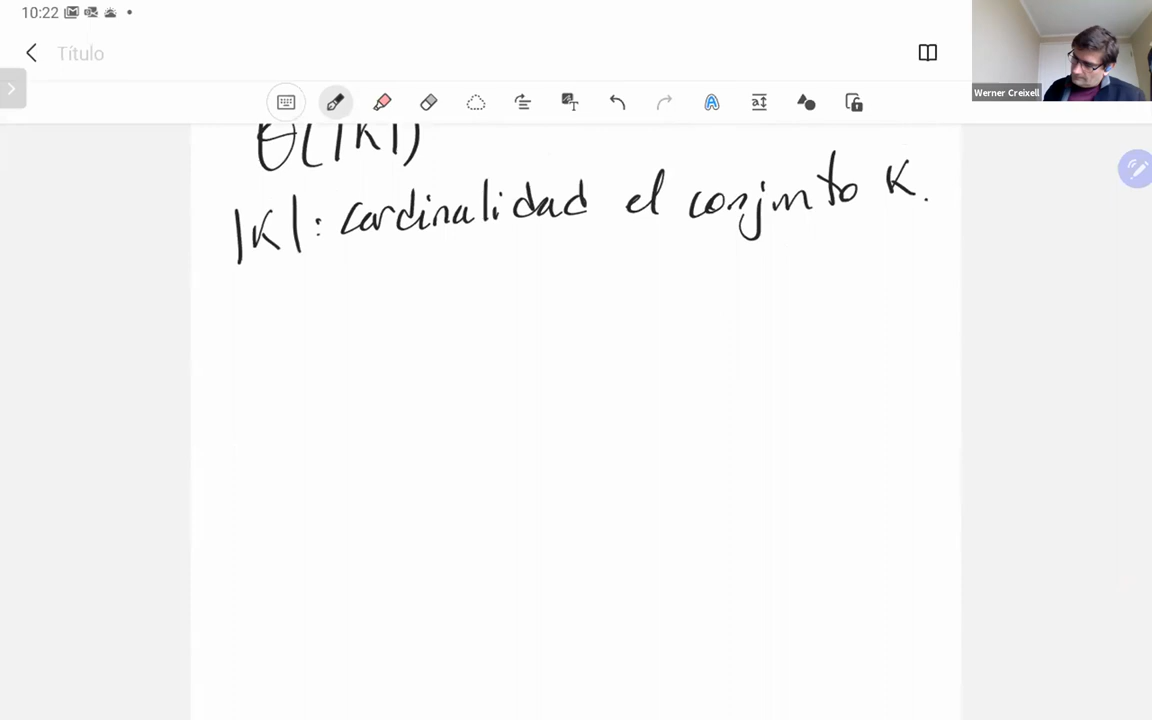 10:22
Título
Werner Creixell
Θ(|K|)
|K|: cardinalidad el conjunto K.